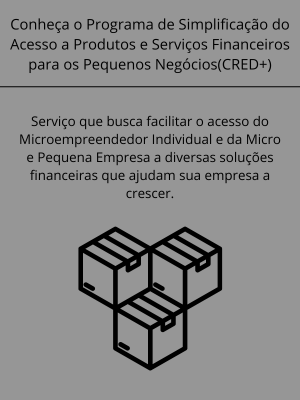 Conheça o Programa de Simplificação do
Acesso a Produtos e Serviços Financeiros
para os Pequenos Negócios(CRED+)
Serviço que busca facilitar o acesso do
Microempreendedor Individual e da Micro
e Pequena Empresa a diversas soluções
financeiras que ajudam sua empresa a
crescer.